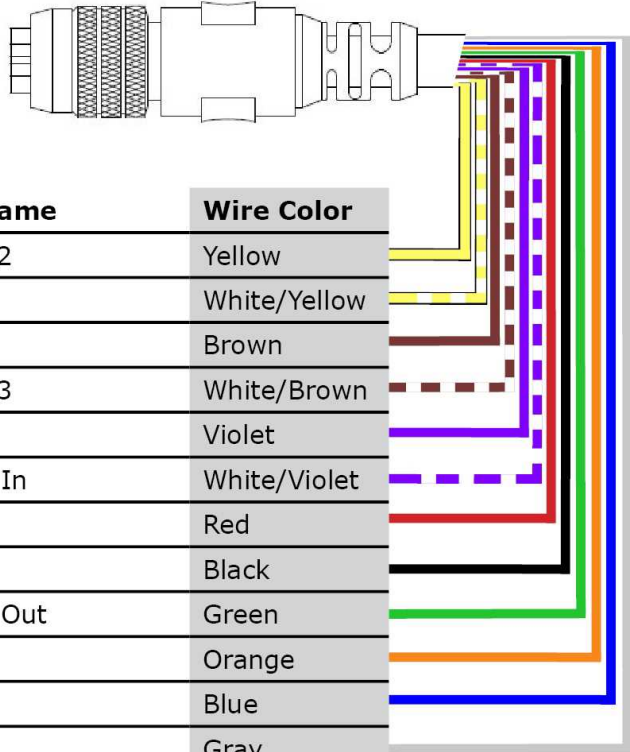 ame Wire Color
2 Yellow
White/Yellow
Brown
3 White/Brown
Violet
In White/Violet
Red
Black
Out Green
Orange
Blue
Gray